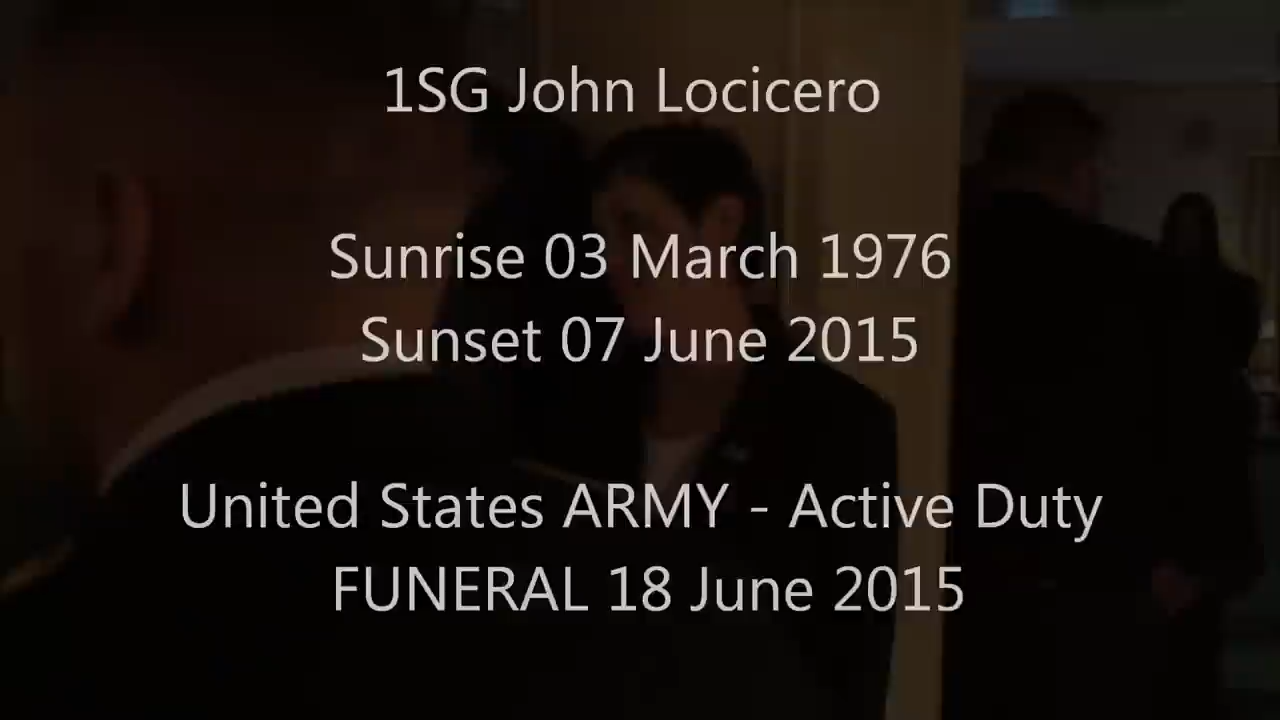 1SG John Locicero
Sunrise 03 March 1976
Sunset 07 June 2015
United States ARMY - Active Duty
FUNERAL 18 June 2015